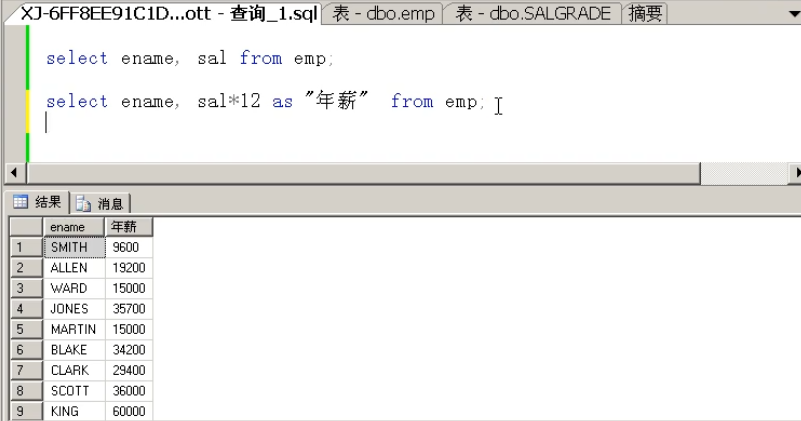 XJ-6FF8EE91C1D...ott - 查询_1.sql 表 - dbo.emp 表 - dbo.SALGRADE 摘要
select ename, sal from emp;
select ename, sal*12 as "年薪" from emp;
结果 消息
ename 年薪
1 SMITH 9600
2 ALLEN 19200
3 WARD 15000
4 JONES 35700
5 MARTIN 15000
6 BLAKE 34200
7 CLARK 29400
8 SCOTT 36000
9 KING 60000